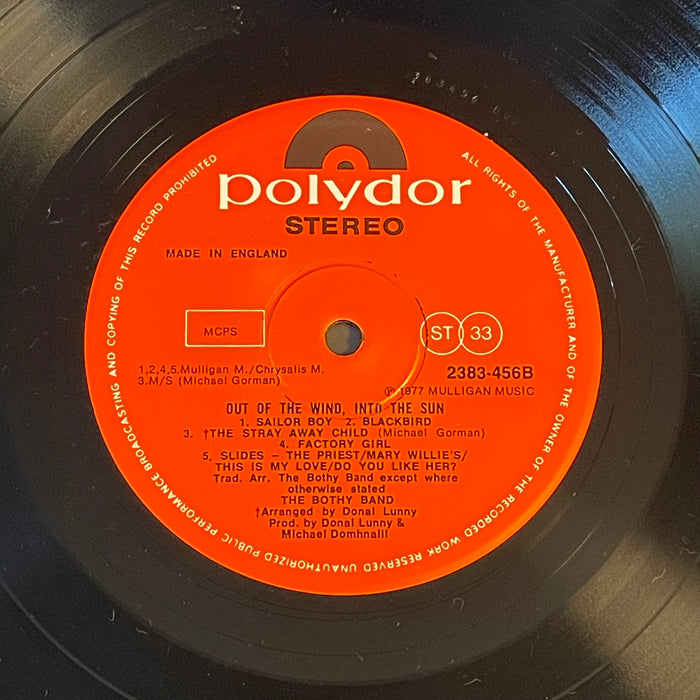 polydor
STEREO
MADE IN ENGLAND
MCPS
ST 33
1,2,4,5.Mulligan M./Chrysalis M.
3.M/S (Michael Gorman)
2383-456B
℗ 1977 MULLIGAN MUSIC
OUT OF THE WIND, INTO THE SUN
1. SAILOR BOY 2. BLACKBIRD
3. †THE STRAY AWAY CHILD (Michael Gorman)
4. FACTORY GIRL
5. SLIDES – THE PRIEST/MARY WILLIE'S/
THIS IS MY LOVE/DO YOU LIKE HER?
Trad. Arr. The Bothy Band except where
otherwise stated
THE BOTHY BAND
†Arranged by Donal Lunny
Prod. by Donal Lunny &
Michael Domhnaill
ALL RIGHTS OF THE MANUFACTURER AND OF THE OWNER OF THE RECORDED WORK RESERVED UNAUTHORIZED PUBLIC PERFORMANCE BROADCASTING AND COPYING OF THIS RECORD PROHIBITED